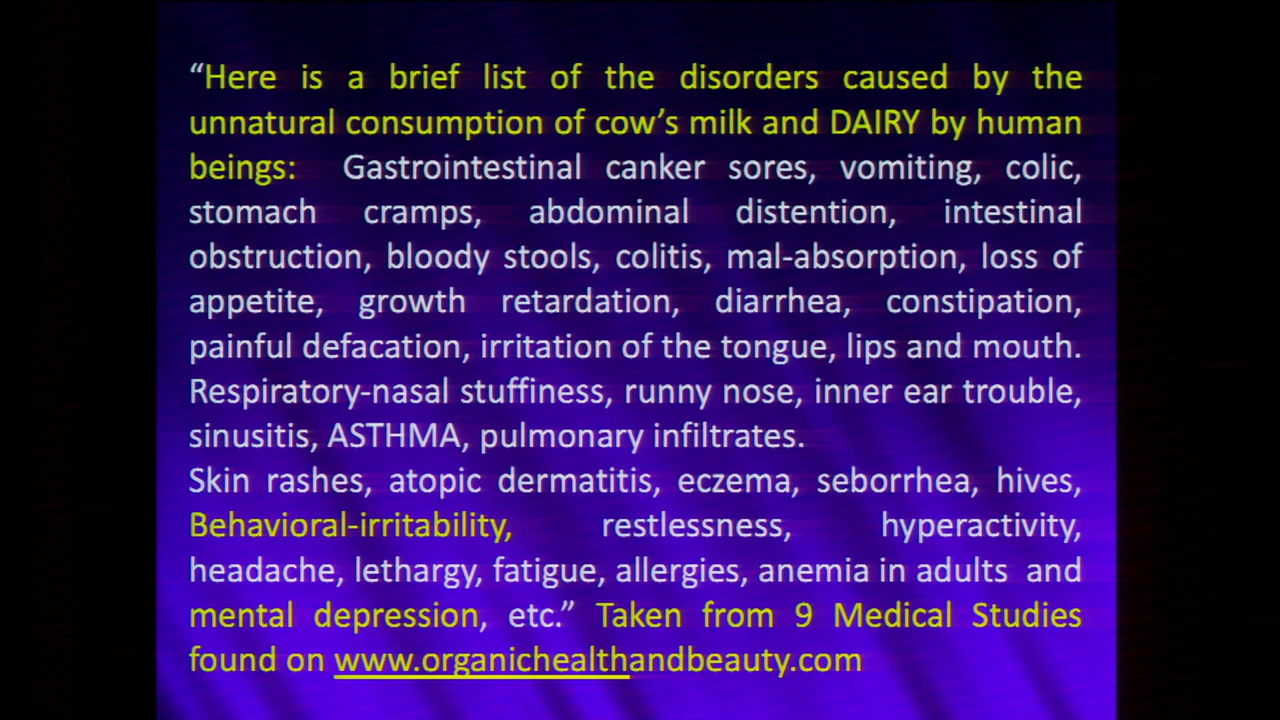 “Here is a brief list of the disorders caused by the
unnatural consumption of cow’s milk and DAIRY by human
beings: Gastrointestinal canker sores, vomiting, colic,
stomach cramps, abdominal distention, intestinal
obstruction, bloody stools, colitis, mal-absorption, loss of
appetite, growth retardation, diarrhea, constipation,
painful defacation, irritation of the tongue, lips and mouth.
Respiratory-nasal stuffiness, runny nose, inner ear trouble,
sinusitis, ASTHMA, pulmonary infiltrates.
Skin rashes, atopic dermatitis, eczema, seborrhea, hives,
Behavioral-irritability, restlessness, hyperactivity,
headache, lethargy, fatigue, allergies, anemia in adults and
mental depression, etc.” Taken from 9 Medical Studies
found on www.organichealthandbeauty.com